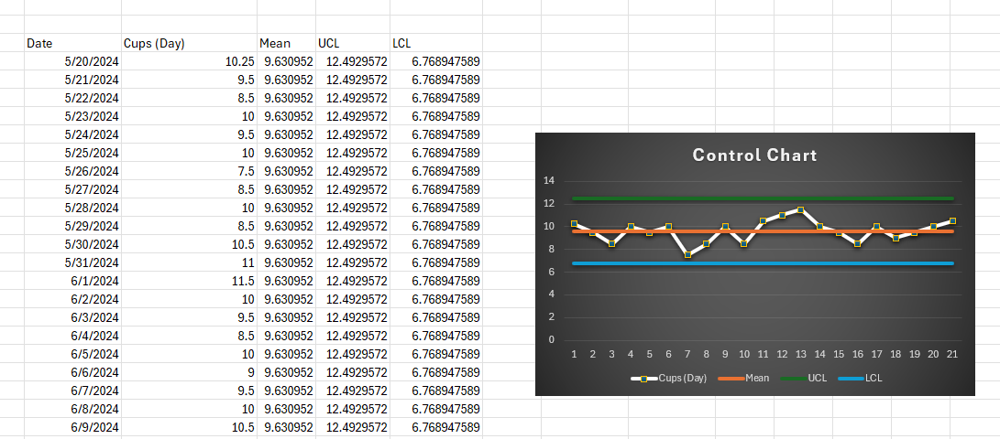 Date Cups (Day) Mean UCL LCL
5/20/2024 10.25 9.630952 12.4929572 6.768947589
5/21/2024 9.5 9.630952 12.4929572 6.768947589
5/22/2024 8.5 9.630952 12.4929572 6.768947589
5/23/2024 10 9.630952 12.4929572 6.768947589
5/24/2024 9.5 9.630952 12.4929572 6.768947589
5/25/2024 10 9.630952 12.4929572 6.768947589
5/26/2024 7.5 9.630952 12.4929572 6.768947589
5/27/2024 8.5 9.630952 12.4929572 6.768947589
5/28/2024 10 9.630952 12.4929572 6.768947589
5/29/2024 8.5 9.630952 12.4929572 6.768947589
5/30/2024 10.5 9.630952 12.4929572 6.768947589
5/31/2024 11 9.630952 12.4929572 6.768947589
6/1/2024 11.5 9.630952 12.4929572 6.768947589
6/2/2024 10 9.630952 12.4929572 6.768947589
6/3/2024 9.5 9.630952 12.4929572 6.768947589
6/4/2024 8.5 9.630952 12.4929572 6.768947589
6/5/2024 10 9.630952 12.4929572 6.768947589
6/6/2024 9 9.630952 12.4929572 6.768947589
6/7/2024 9.5 9.630952 12.4929572 6.768947589
6/8/2024 10 9.630952 12.4929572 6.768947589
6/9/2024 10.5 9.630952 12.4929572 6.768947589
Control Chart
14
12
10
8
6
4
2
0
1 2 3 4 5 6 7 8 9 10 11 12 13 14 15 16 17 18 19 20 21
Cups (Day) Mean UCL LCL